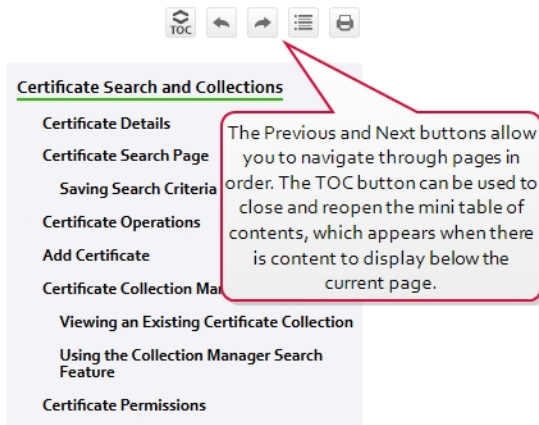 TOC
Certificate Search and Collections
Certificate Details
Certificate Search Page
Saving Search Criteria
Certificate Operations
Add Certificate
Certificate Collection
Viewing an Existing Certificate Collection
Using the Collection Manager Search
Feature
Certificate Permissions
The Previous and Next buttons allow
you to navigate through pages in
order. The TOC button can be used to
close and reopen the mini table of
contents, which appears when there
is content to display below the
current page.